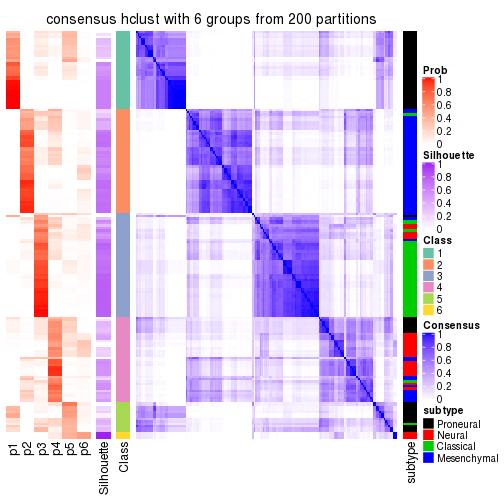 consensus hclust with 6 groups from 200 partitions
Prob
1
0.8
0.6
0.4
0.2
0
Silhouette
1
0.8
0.6
0.4
0.2
0
Class
1
2
3
4
5
6
Consensus
1
0.8
0.6
0.4
0.2
0
subtype
Proneural
Neural
Classical
Mesenchymal
p1
p2
p3
p4
p5
p6
Silhouette
Class
subtype